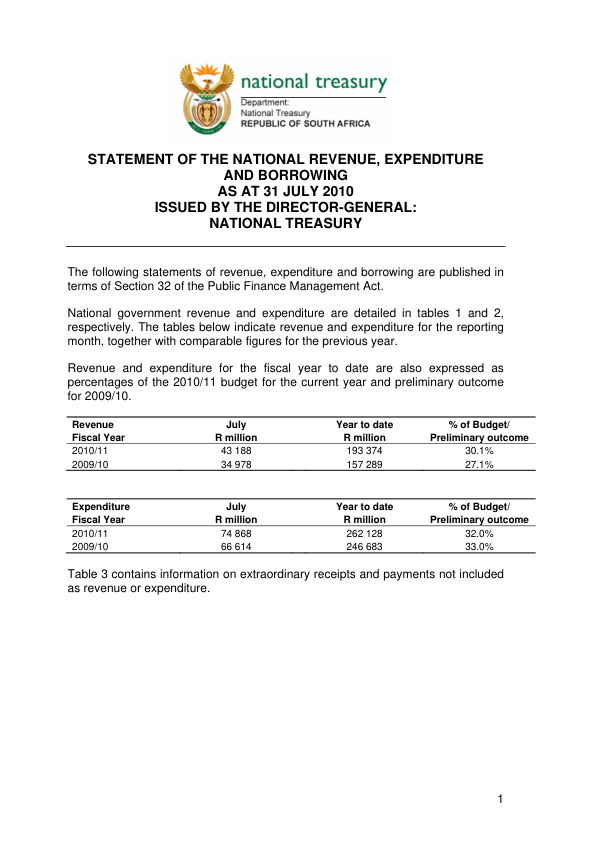 national treasury
Department:
National Treasury
REPUBLIC OF SOUTH AFRICA
STATEMENT OF THE NATIONAL REVENUE, EXPENDITURE
AND BORROWING
AS AT 31 JULY 2010
ISSUED BY THE DIRECTOR-GENERAL:
NATIONAL TREASURY
The following statements of revenue, expenditure and borrowing are published in
terms of Section 32 of the Public Finance Management Act.
National government revenue and expenditure are detailed in tables 1 and 2,
respectively. The tables below indicate revenue and expenditure for the reporting
month, together with comparable figures for the previous year.
Revenue and expenditure for the fiscal year to date are also expressed as
percentages of the 2010/11 budget for the current year and preliminary outcome
for 2009/10.
Revenue July Year to date % of Budget/
Fiscal Year R million R million Preliminary outcome
2010/11 43 188 193 374 30.1%
2009/10 34 978 157 289 27.1%
Expenditure July Year to date % of Budget/
Fiscal Year R million R million Preliminary outcome
2010/11 74 868 262 128 32.0%
2009/10 66 614 246 683 33.0%
Table 3 contains information on extraordinary receipts and payments not included
as revenue or expenditure.
1